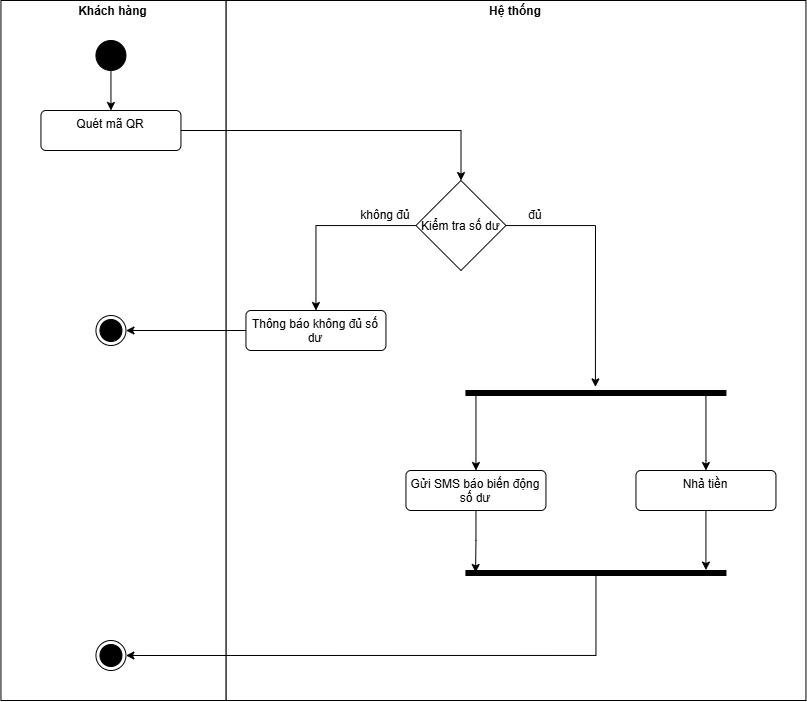 Khách hàng
Hệ thống
Quét mã QR
không đủ
Kiểm tra số dư
đủ
Thông báo không đủ số
dư
Gửi SMS báo biến động
số dư
Nhả tiền